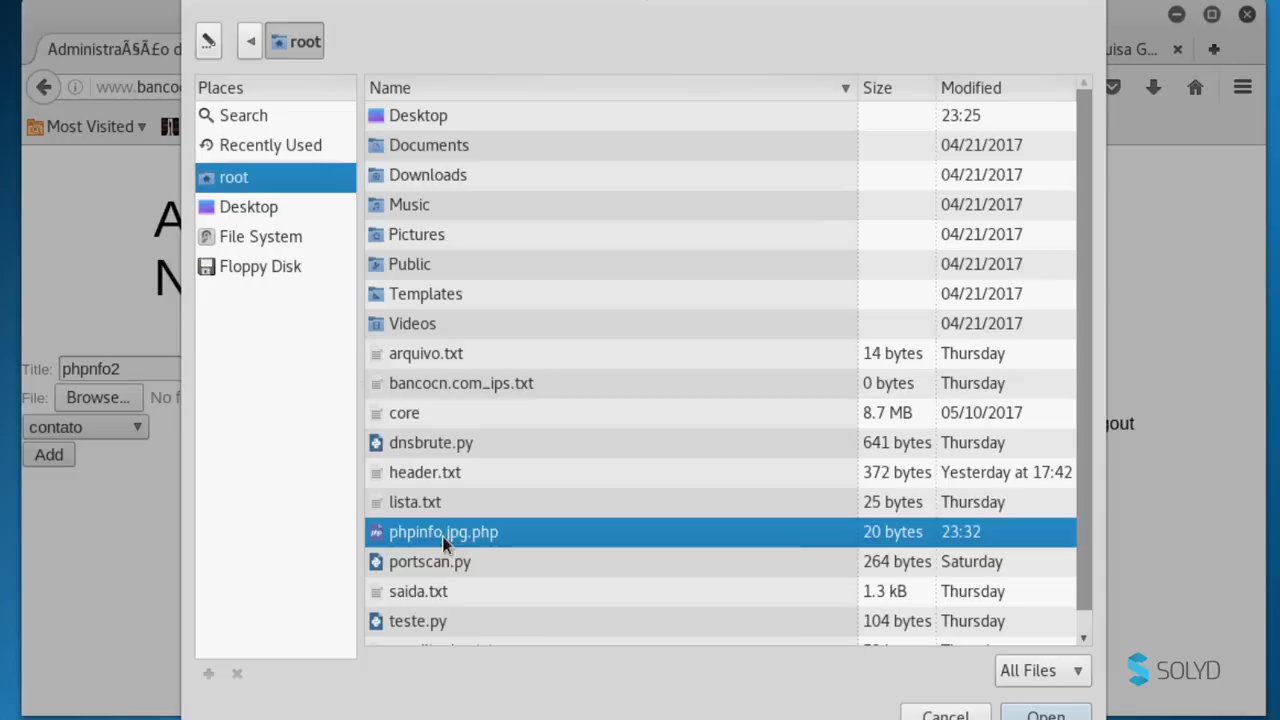 root
AdministraÃ§Ã£o d
uisa G...
www.banco
Most Visited
A
N
Title: phpnfo2
File: Browse... No f
contato
Add
gout
Places
Search
Recently Used
root
Desktop
File System
Floppy Disk
Name Size Modified
Desktop 23:25
Documents 04/21/2017
Downloads 04/21/2017
Music 04/21/2017
Pictures 04/21/2017
Public 04/21/2017
Templates 04/21/2017
Videos 04/21/2017
arquivo.txt 14 bytes Thursday
bancocn.com_ips.txt 0 bytes Thursday
core 8.7 MB 05/10/2017
dnsbrute.py 641 bytes Thursday
header.txt 372 bytes Yesterday at 17:42
lista.txt 25 bytes Thursday
phpinfo.jpg.php 20 bytes 23:32
portscan.py 264 bytes Saturday
saida.txt 1.3 kB Thursday
teste.py 104 bytes Thursday
All Files
Cancel Open
SOLYD